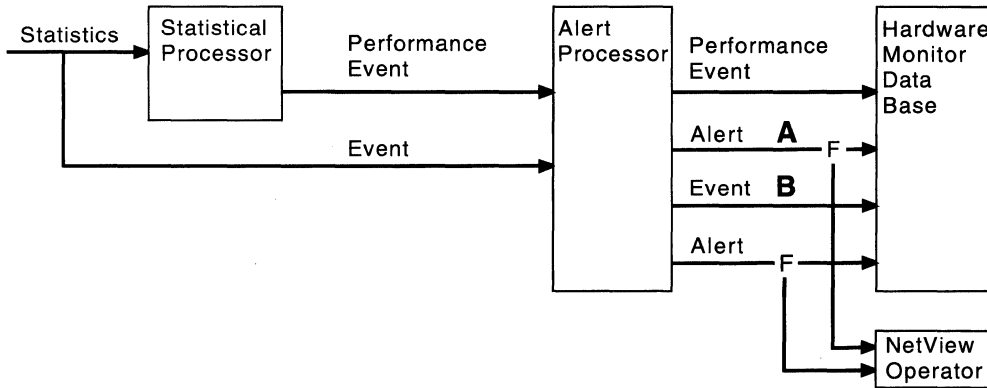 Statistics
Statistical
Processor
Performance
Event
Event
Alert
Processor
Performance
Event
Alert A
F
Event B
Alert
F
Hardware
Monitor
Data
Base
NetView
Operator